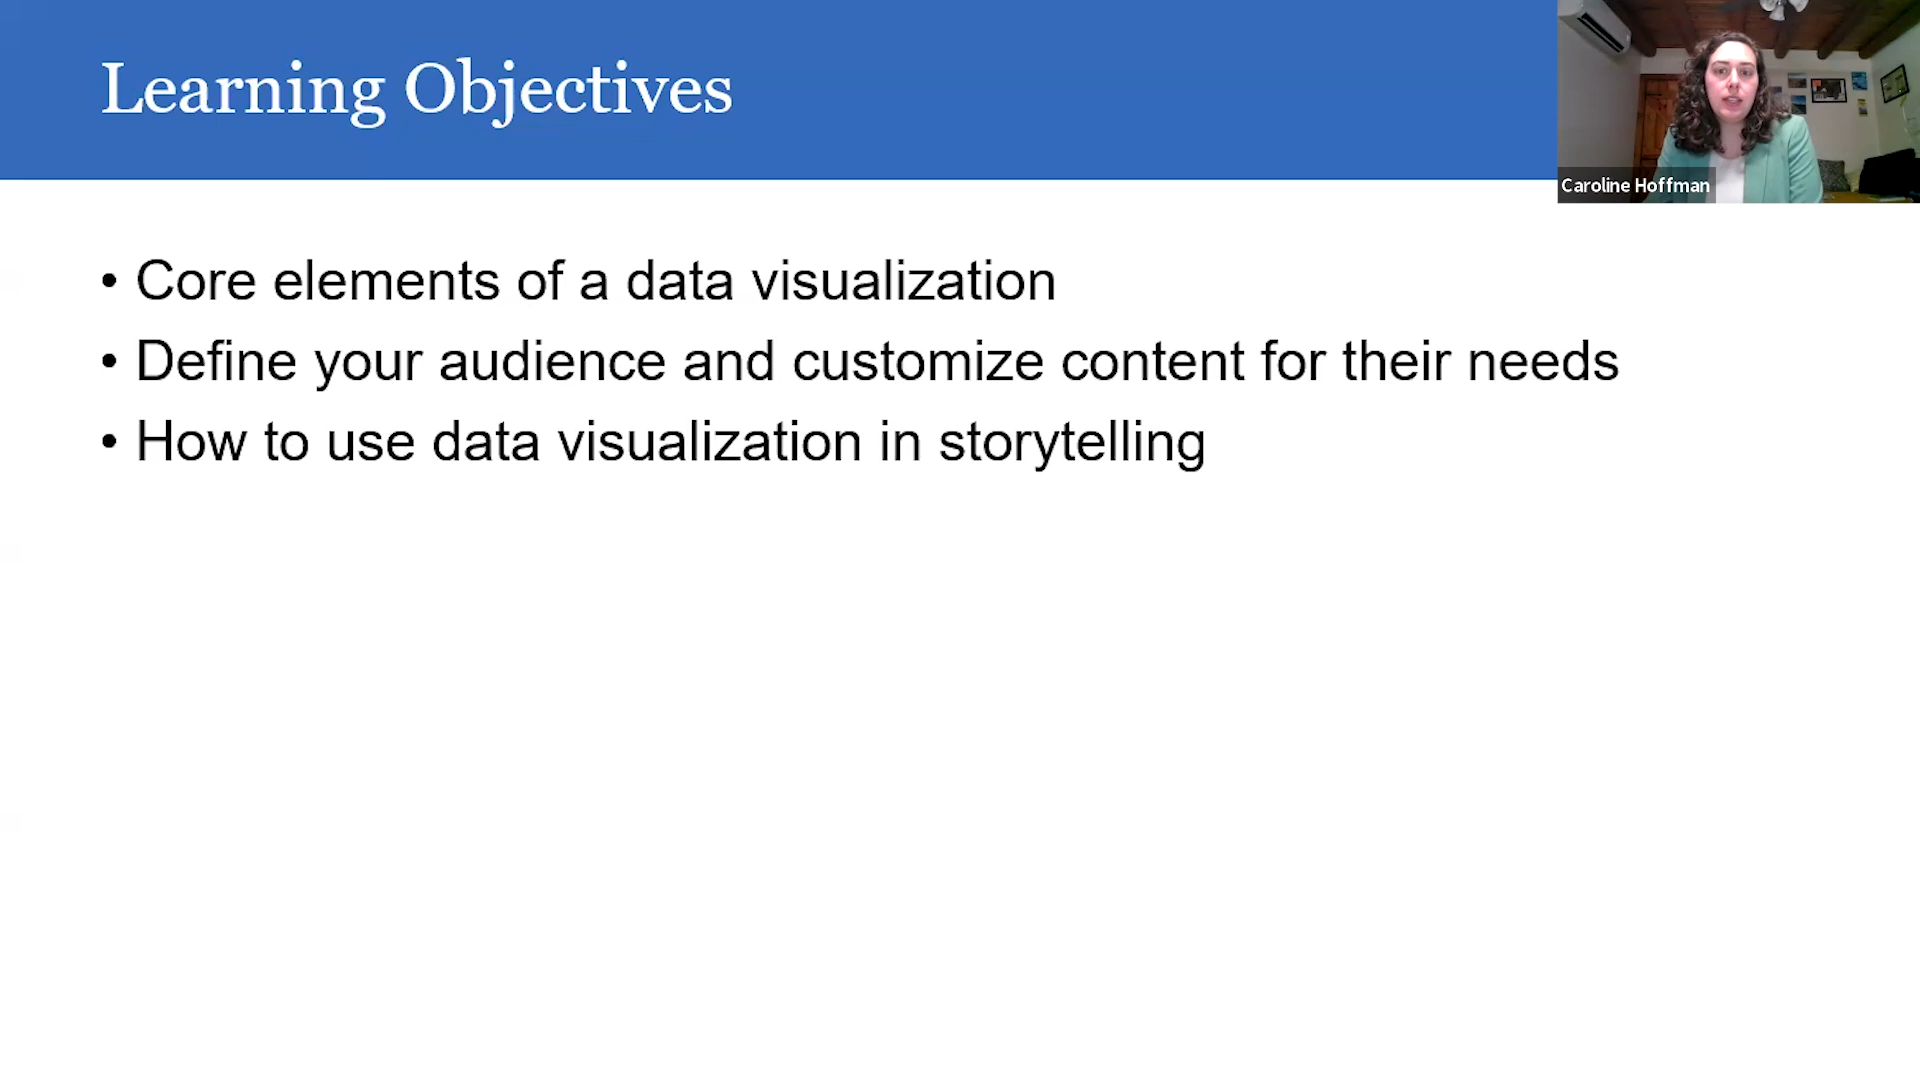 Learning Objectives
Caroline Hoffman
• Core elements of a data visualization
• Define your audience and customize content for their needs
• How to use data visualization in storytelling